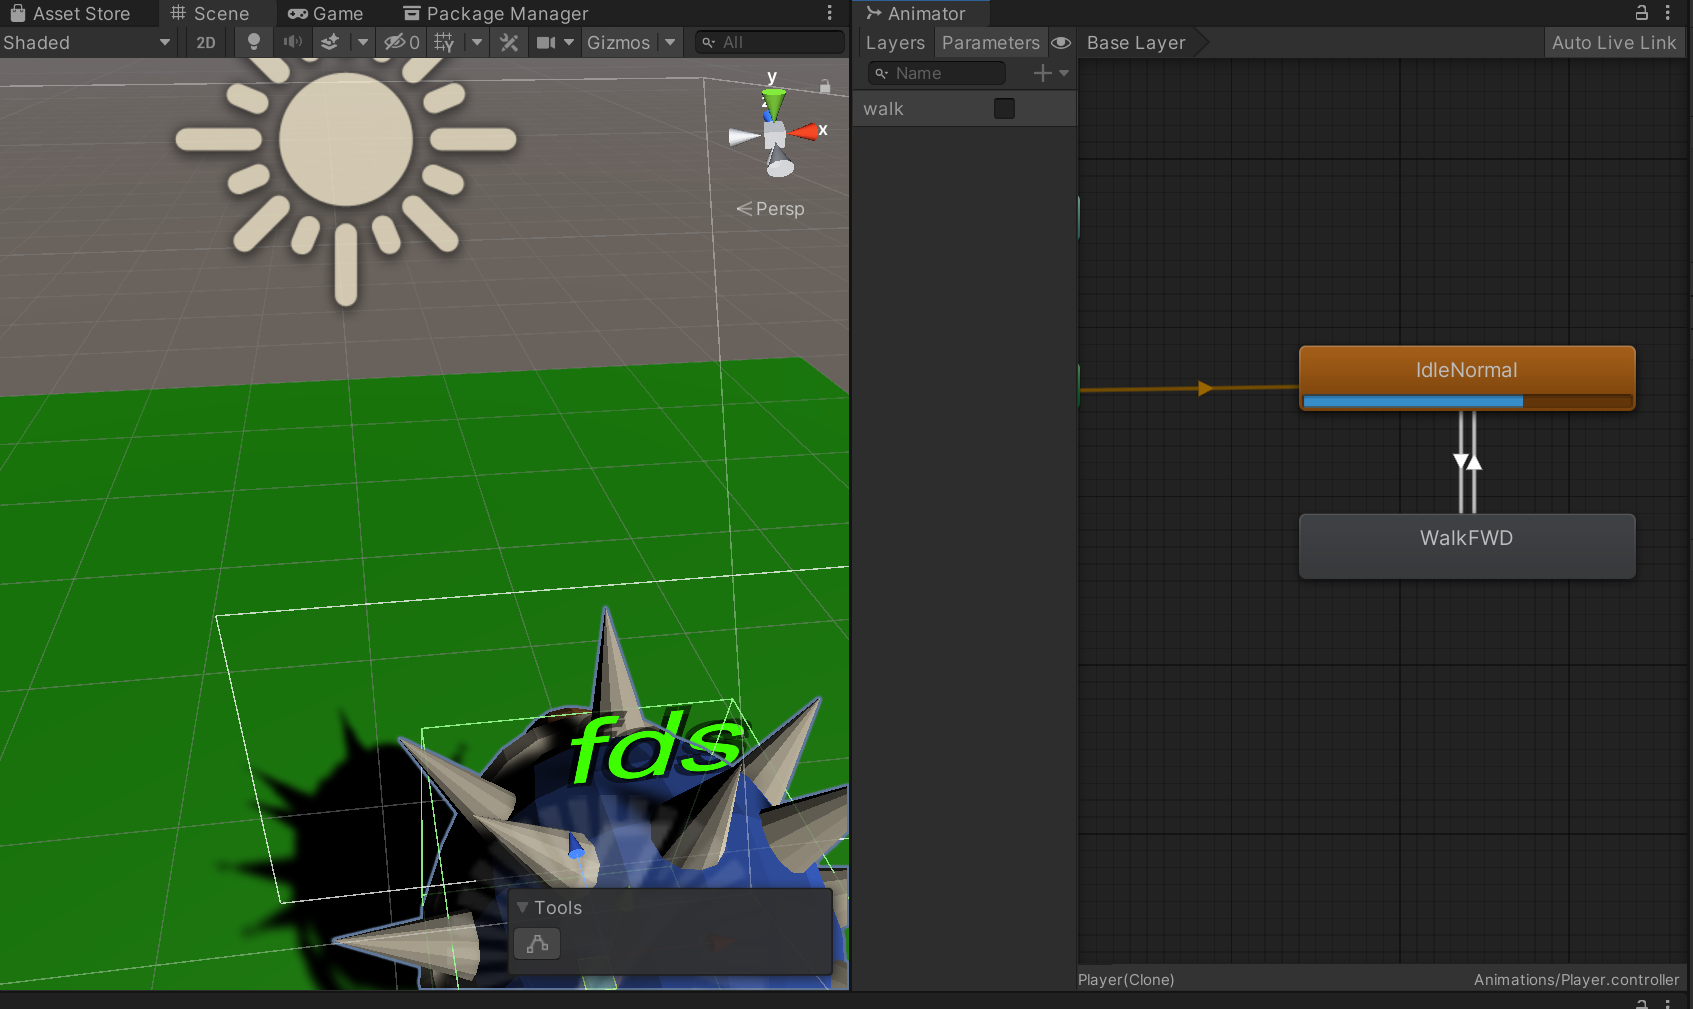 Asset Store Scene Game Package Manager
Shaded 2D 0 Gizmos All
y
z
x
Persp
fds
Tools
Animator
Layers Parameters Base Layer Auto Live Link
Name
walk
IdleNormal
WalkFWD
Player(Clone) Animations/Player.controller